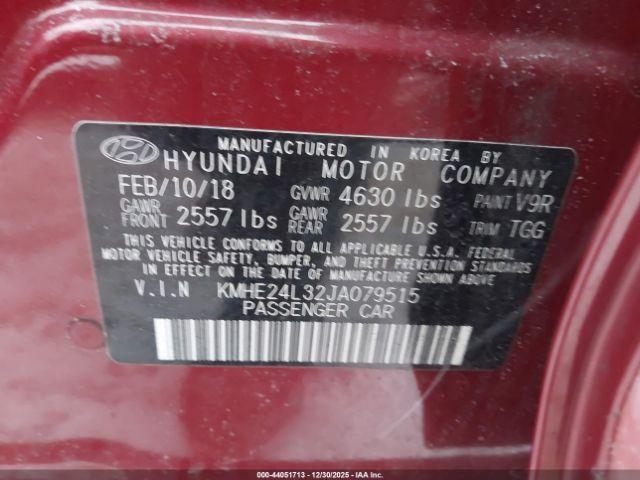 MANUFACTURED IN KOREA BY
HYUNDAI MOTOR COMPANY
FEB/10/18 GVWR 4630 lbs PAINT V9R
GAWR FRONT 2557 lbs GAWR REAR 2557 lbs TRIM TGG
THIS VEHICLE CONFORMS TO ALL APPLICABLE U.S.A. FEDERAL
MOTOR VEHICLE SAFETY, BUMPER, AND THEFT PREVENTION STANDARDS
IN EFFECT ON THE DATE OF MANUFACTURE SHOWN ABOVE.
V.I.N KMHE24L32JA079515
PASSENGER CAR
000-44051713 - 12/30/2025 - COPYRIGHT IAA, LLC.